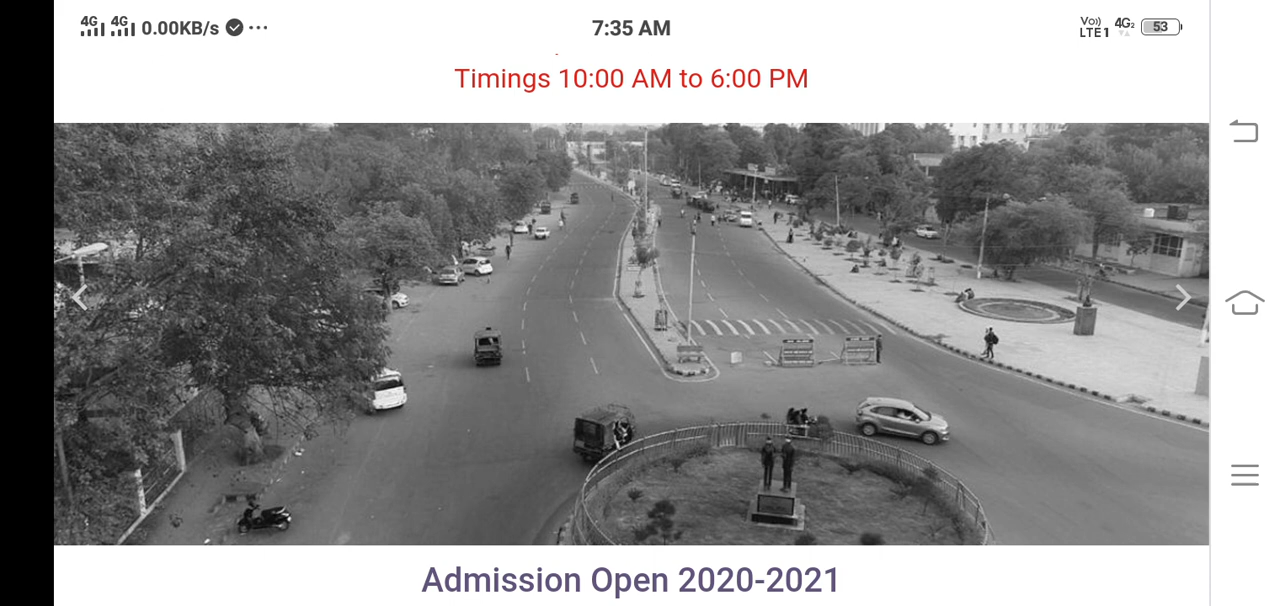 4G 4G 0.00KB/s ... 7:35 AM Vo)) LTE1 4G2 53
Timings 10:00 AM to 6:00 PM
Admission Open 2020-2021